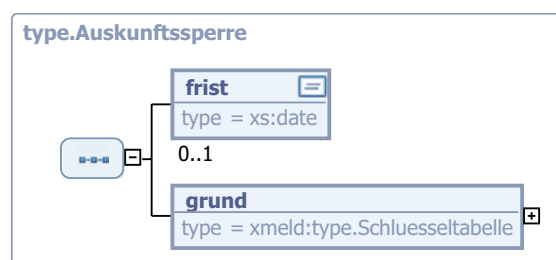 type.Auskunftssperre
frist
type = xs:date
0..1
grund
type = xmeld:type.Schluesseltabelle